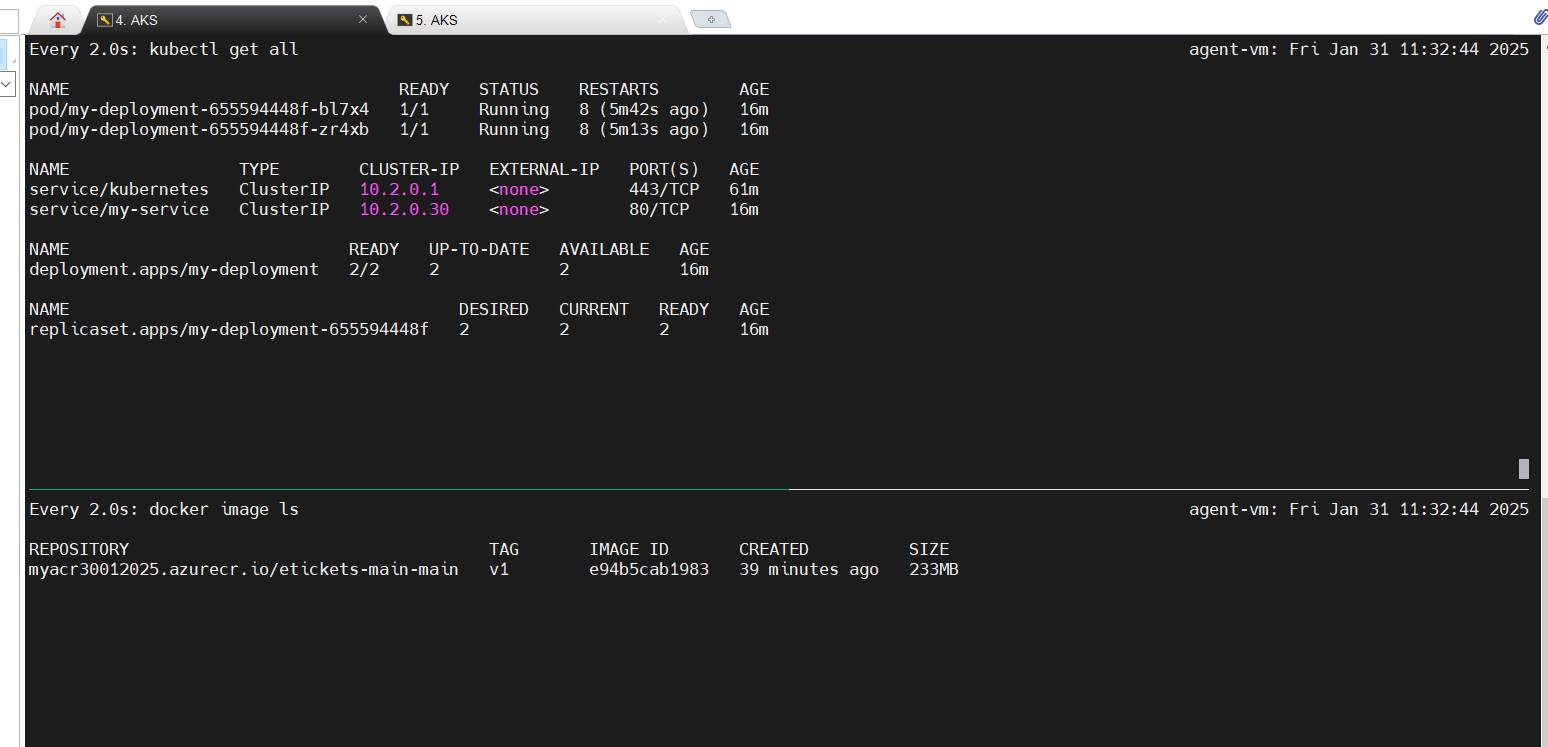 4. AKS
5. AKS
Every 2.0s: kubectl get all agent-vm: Fri Jan 31 11:32:44 2025
NAME READY STATUS RESTARTS AGE
pod/my-deployment-655594448f-bl7x4 1/1 Running 8 (5m42s ago) 16m
pod/my-deployment-655594448f-zr4xb 1/1 Running 8 (5m13s ago) 16m
NAME TYPE CLUSTER-IP EXTERNAL-IP PORT(S) AGE
service/kubernetes ClusterIP 10.2.0.1 <none> 443/TCP 61m
service/my-service ClusterIP 10.2.0.30 <none> 80/TCP 16m
NAME READY UP-TO-DATE AVAILABLE AGE
deployment.apps/my-deployment 2/2 2 2 16m
NAME DESIRED CURRENT READY AGE
replicaset.apps/my-deployment-655594448f 2 2 2 16m
Every 2.0s: docker image ls agent-vm: Fri Jan 31 11:32:44 2025
REPOSITORY TAG IMAGE ID CREATED SIZE
myacr30012025.azurecr.io/etickets-main-main v1 e94b5cab1983 39 minutes ago 233MB